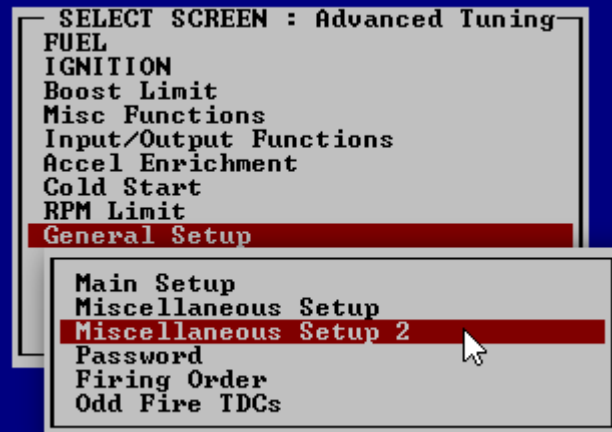 SELECT SCREEN : Advanced Tuning
FUEL
IGNITION
Boost Limit
Misc Functions
Input/Output Functions
Accel Enrichment
Cold Start
RPM Limit
General Setup
Main Setup
Miscellaneous Setup
Miscellaneous Setup 2
Password
Firing Order
Odd Fire TDCs